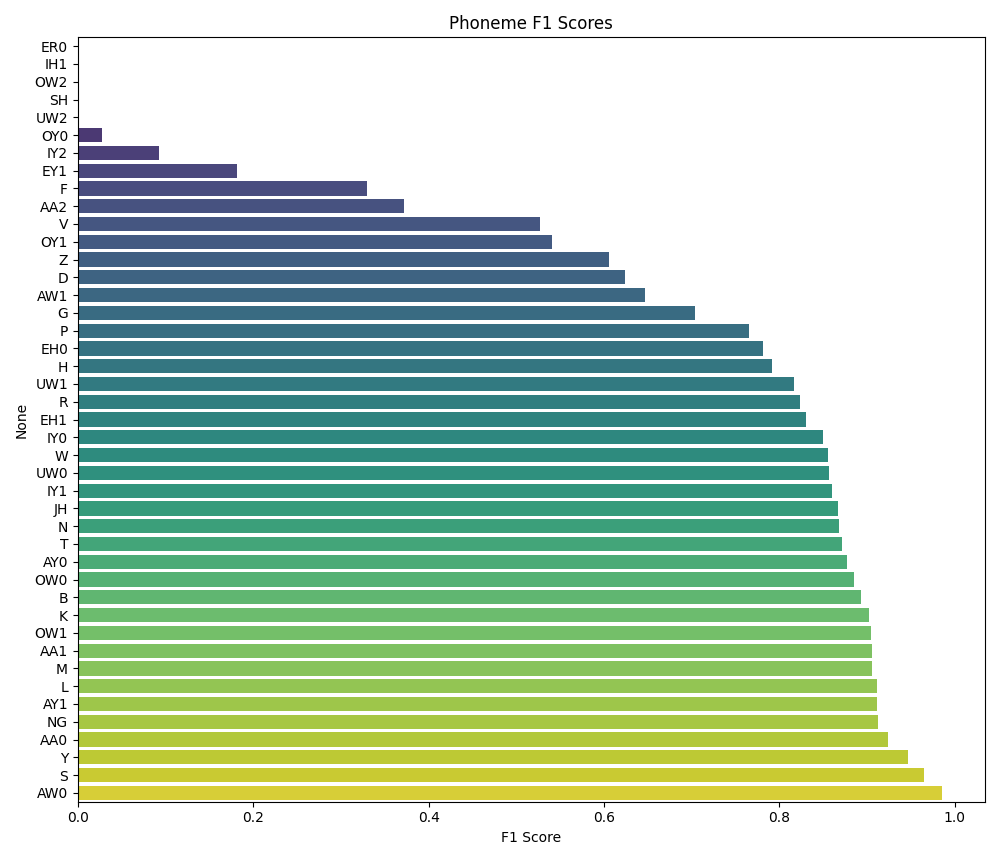 Phoneme F1 Scores
ER0
IH1
OW2
SH
UW2
OY0
IY2
EY1
F
AA2
V
OY1
Z
D
AW1
G
P
EH0
H
UW1
R
EH1
IY0
W
UW0
IY1
JH
N
T
AY0
OW0
B
K
OW1
AA1
M
L
AY1
NG
AA0
Y
S
AW0
None
0.0 0.2 0.4 0.6 0.8 1.0
F1 Score